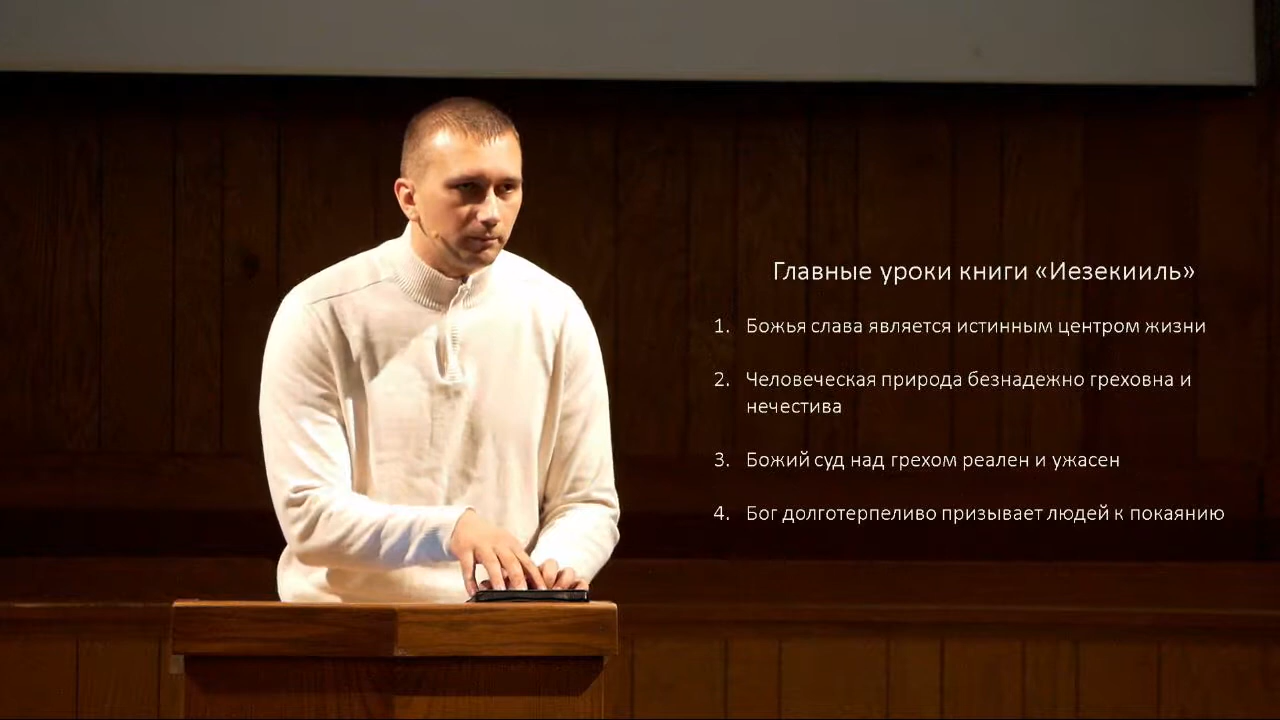 Главные уроки книги «Иезекииль»
1. Божья слава является истинным центром жизни
2. Человеческая природа безнадежно греховна и
нечестива
3. Божий суд над грехом реален и ужасен
4. Бог долготерпеливо призывает людей к покаянию